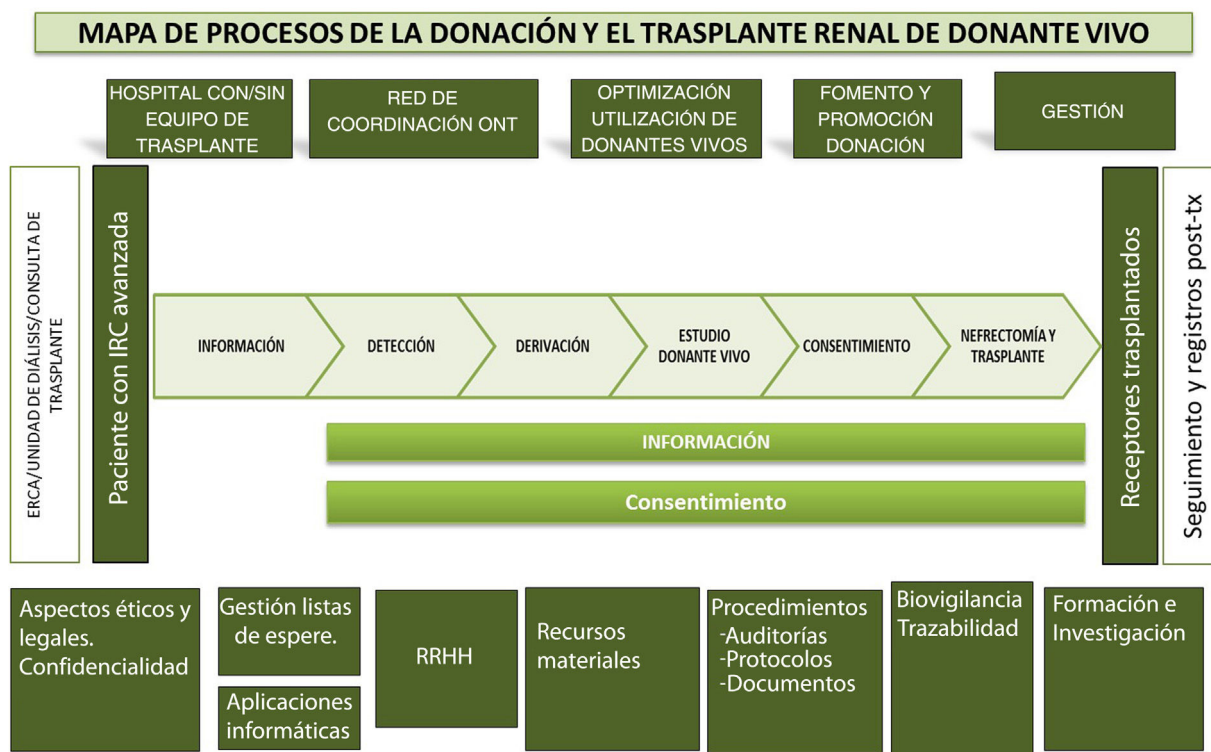 MAPA DE PROCESOS DE LA DONACIÓN Y EL TRASPLANTE RENAL DE DONANTE VIVO
HOSPITAL CON/SIN
EQUIPO DE
TRASPLANTE
RED DE
COORDINACIÓN ONT
OPTIMIZACIÓN
UTILIZACIÓN DE
DONANTES VIVOS
FOMENTO Y
PROMOCIÓN
DONACIÓN
GESTIÓN
ERCA/UNIDAD DE DIÁLISIS/CONSULTA DE
TRASPLANTE
Paciente con IRC avanzada
INFORMACIÓN
DETECCIÓN
DERIVACIÓN
ESTUDIO
DONANTE VIVO
CONSENTIMIENTO
NEFRECTOMÍA Y
TRASPLANTE
INFORMACIÓN
Consentimiento
Receptores trasplantados
Seguimiento y registros post-tx
Aspectos éticos y
legales.
Confidencialidad
Gestión listas
de espere.
Aplicaciones
informáticas
RRHH
Recursos
materiales
Procedimientos
-Auditorías
-Protocolos
-Documentos
Biovigilancia
Trazabilidad
Formación e
Investigación